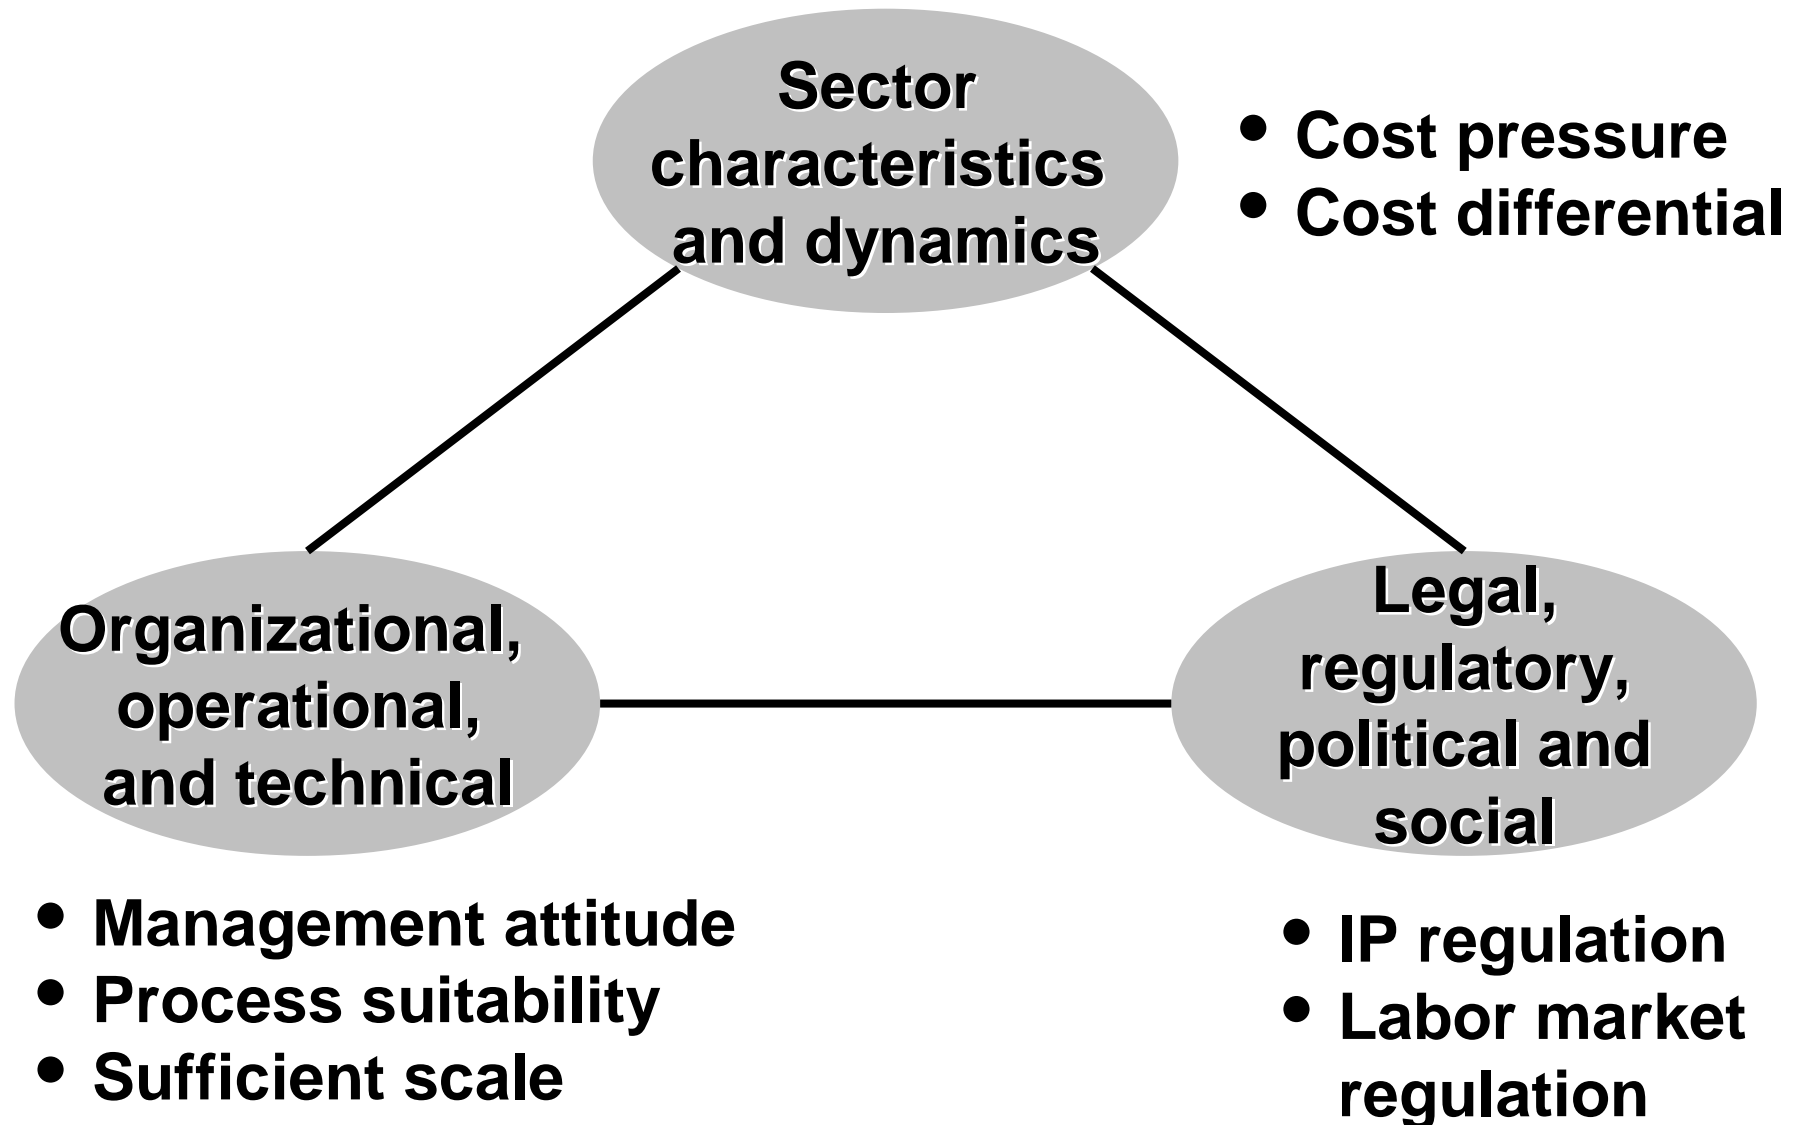 Sector
characteristics
and dynamics
• Cost pressure
• Cost differential
Organizational,
operational,
and technical
Legal,
regulatory,
political and
social
• Management attitude
• Process suitability
• Sufficient scale
• IP regulation
• Labor market
regulation